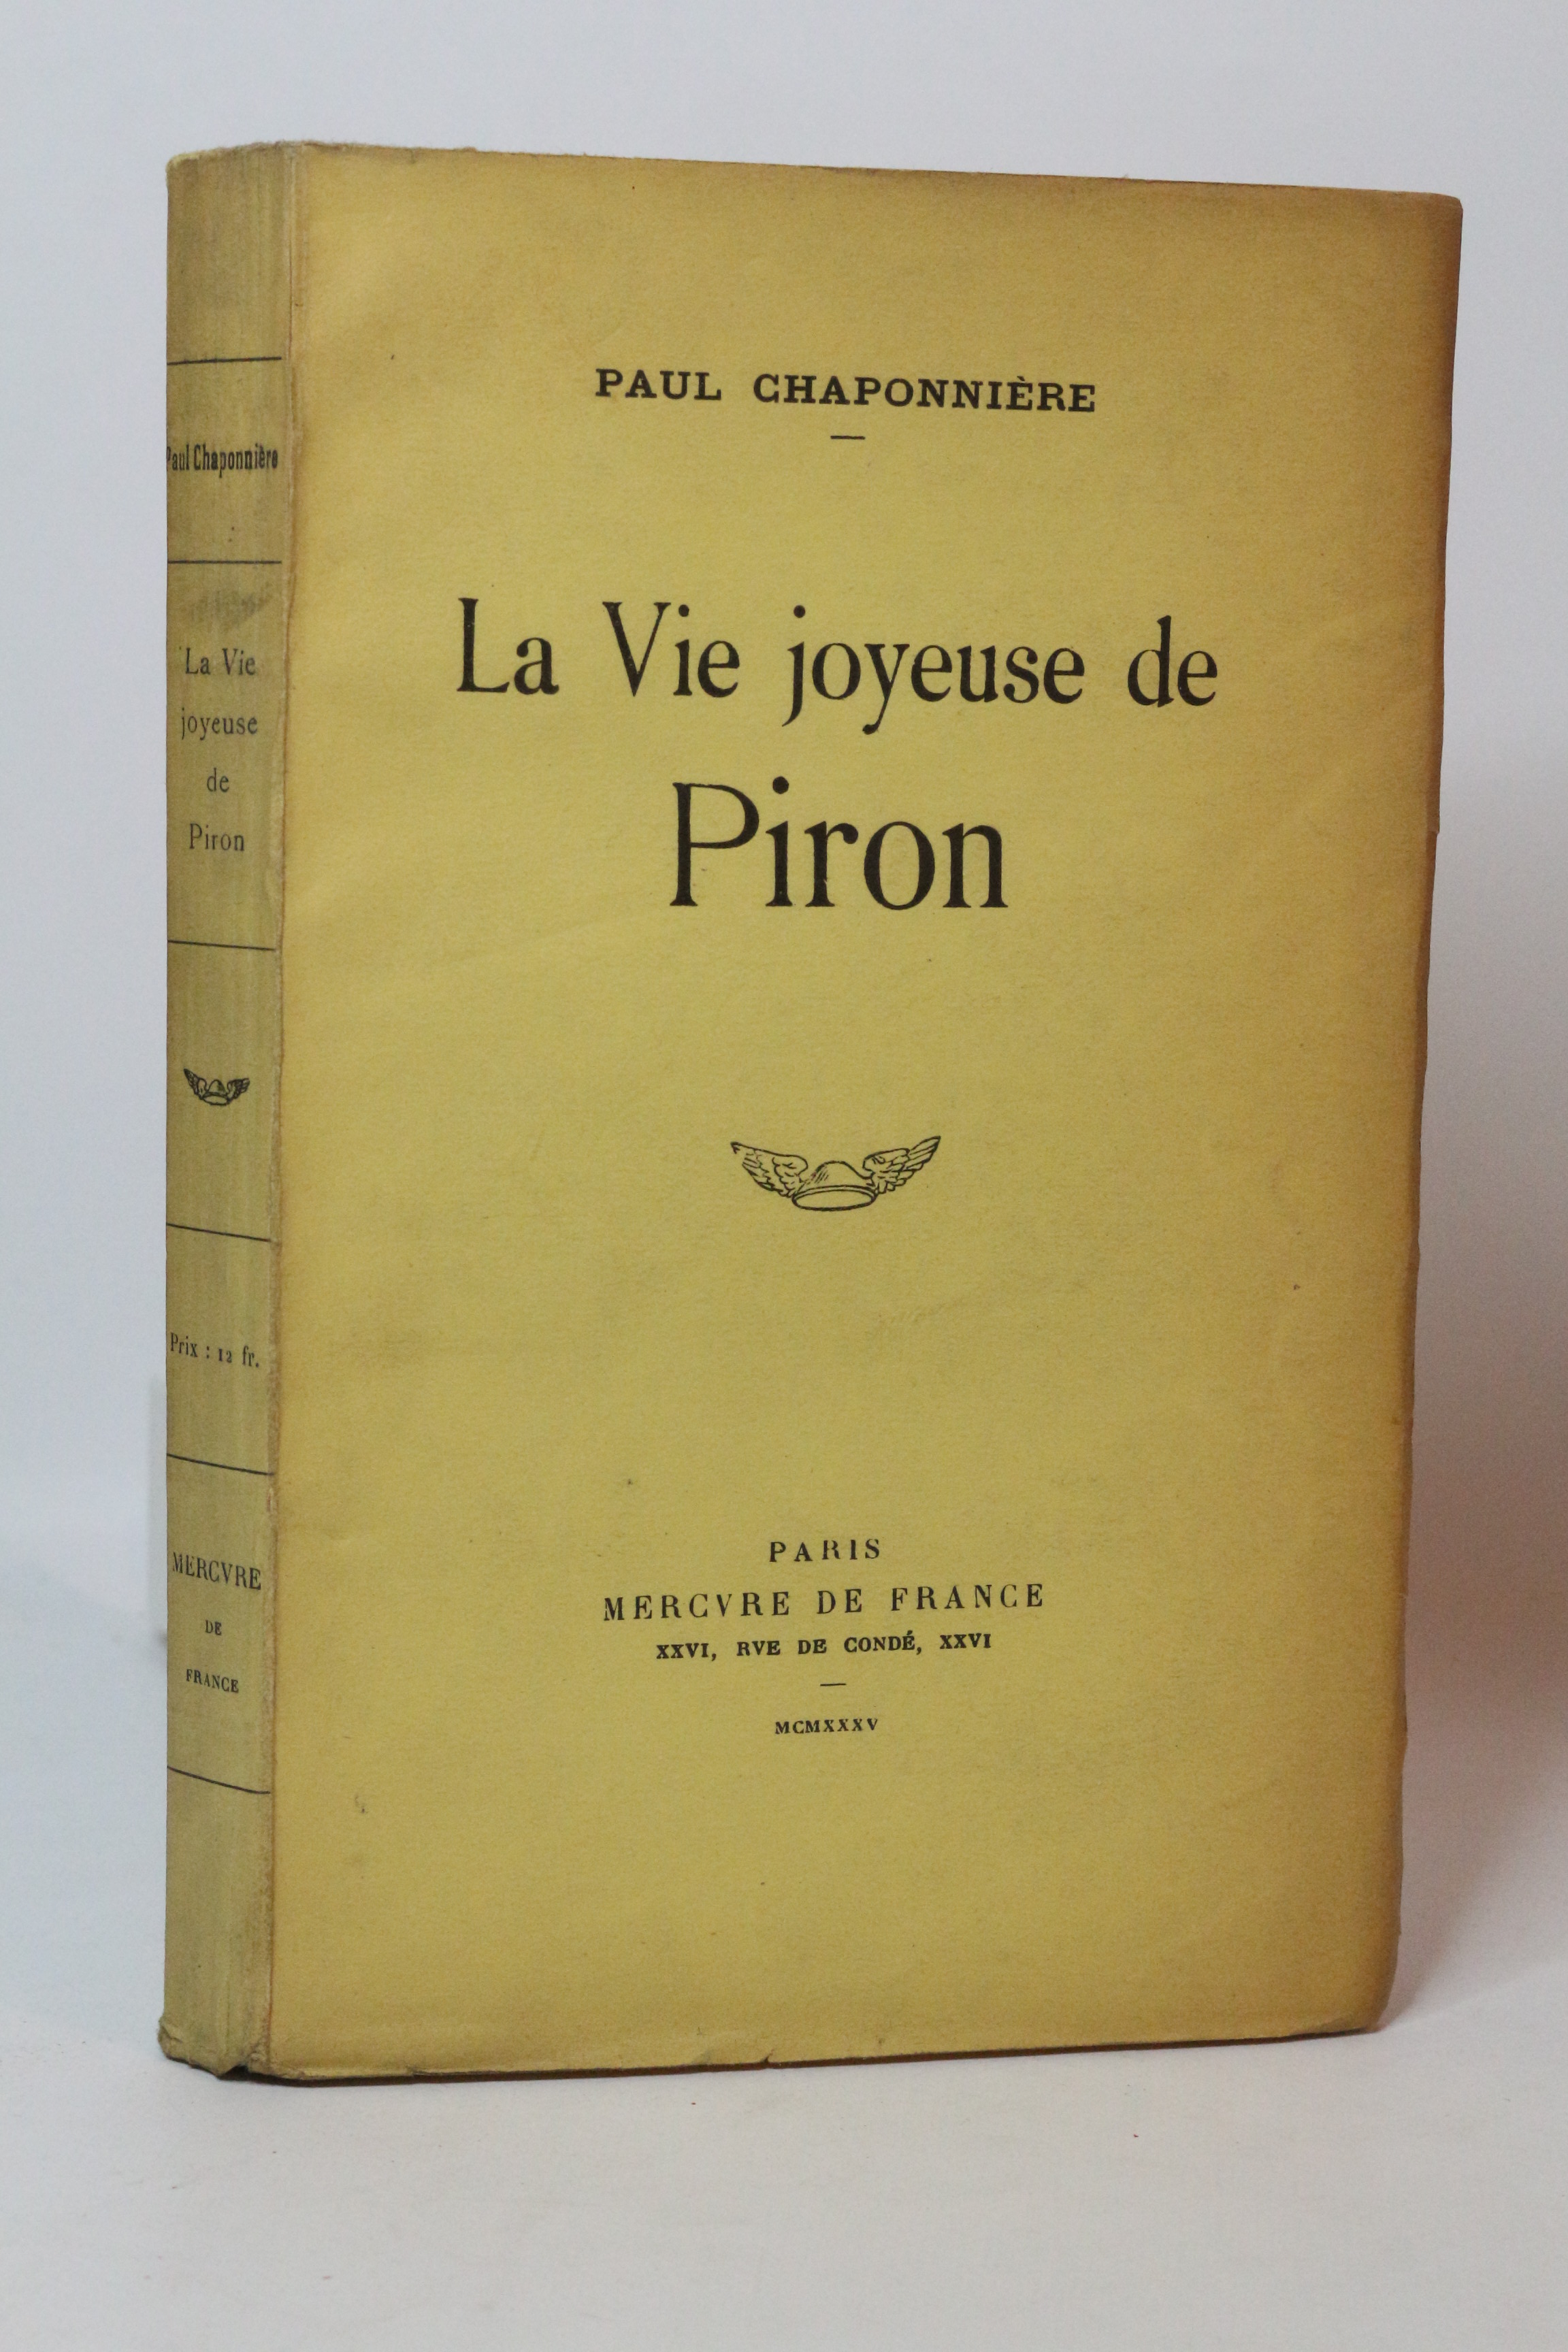 PAUL CHAPONNIÈRE
La Vie joyeuse de
Piron
PARIS
MERCVRE DE FRANCE
XXVI, RVE DE CONDÉ, XXVI
MCMXXXV
Paul Chaponnière
La Vie
joyeuse
de
Piron
Prix : 12 fr.
MERCVRE
DE
FRANCE